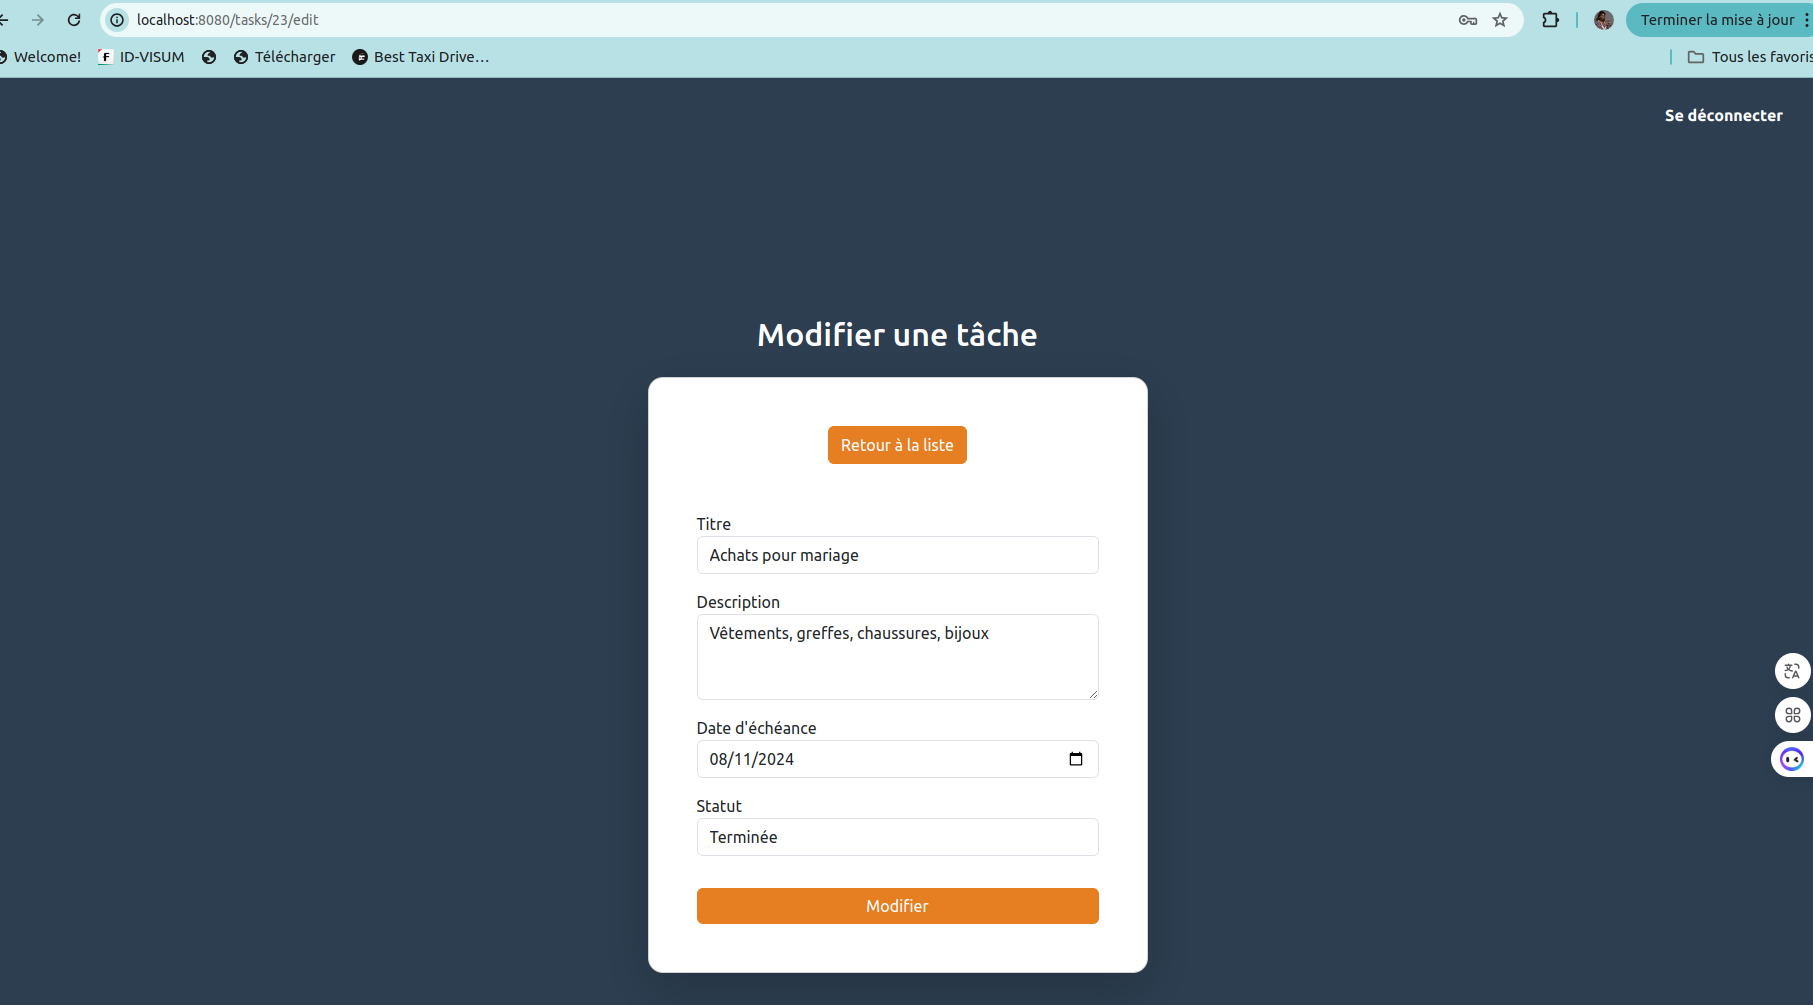 localhost:8080/tasks/23/edit
Terminer la mise à jour
Welcome!
ID-VISUM
Télécharger
Best Taxi Drive…
Tous les favoris
Se déconnecter
Modifier une tâche
Retour à la liste
Titre
Achats pour mariage
Description
Vêtements, greffes, chaussures, bijoux
Date d'échéance
08/11/2024
Statut
Terminée
Modifier